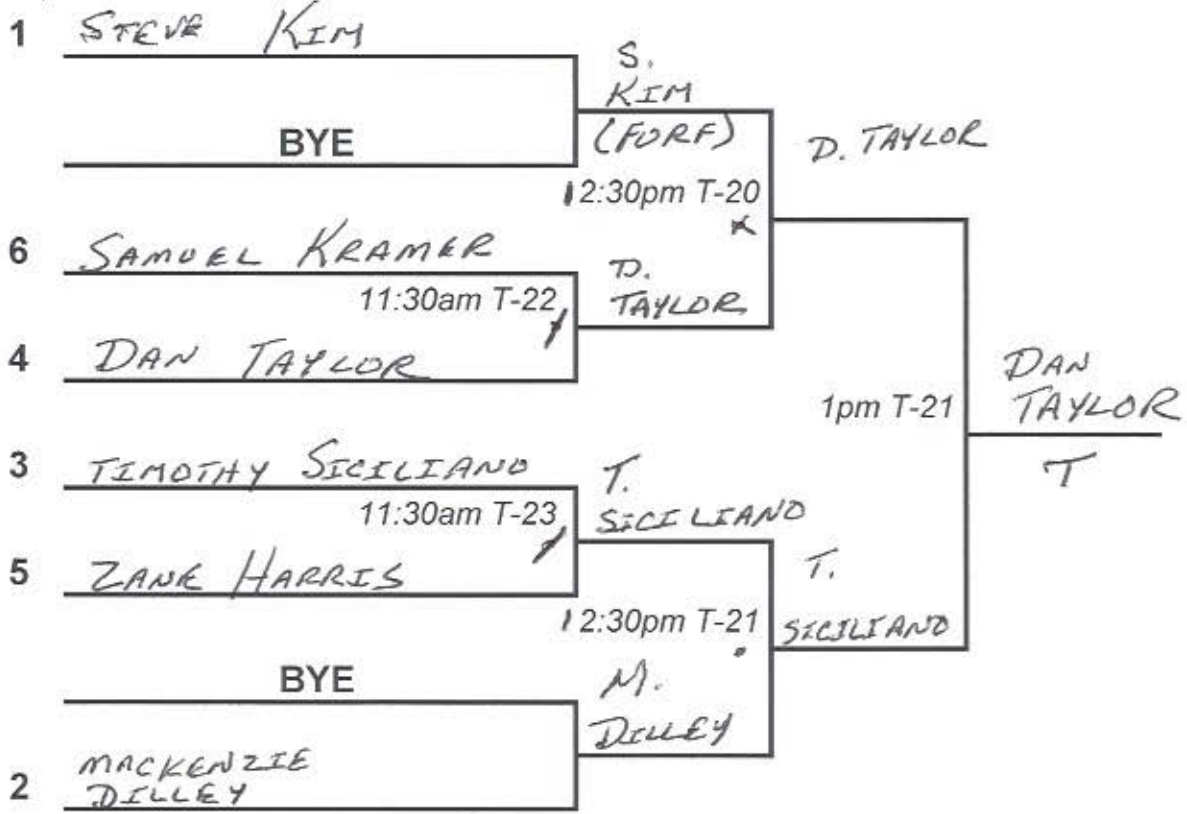 1 STEVE KIM
S.
KIM
(FORF)
BYE
D. TAYLOR
12:30pm T-20
6 SAMUEL KRAMER
11:30am T-22
D.
TAYLOR
4 DAN TAYLOR
DAN
TAYLOR
1pm T-21
T
3 TIMOTHY SICILIANO
11:30am T-23
T.
SICILIANO
5 ZANE HARRIS
T.
SICILIANO
12:30pm T-21
BYE
M.
DILLEY
2 MACKENZIE
DILLEY